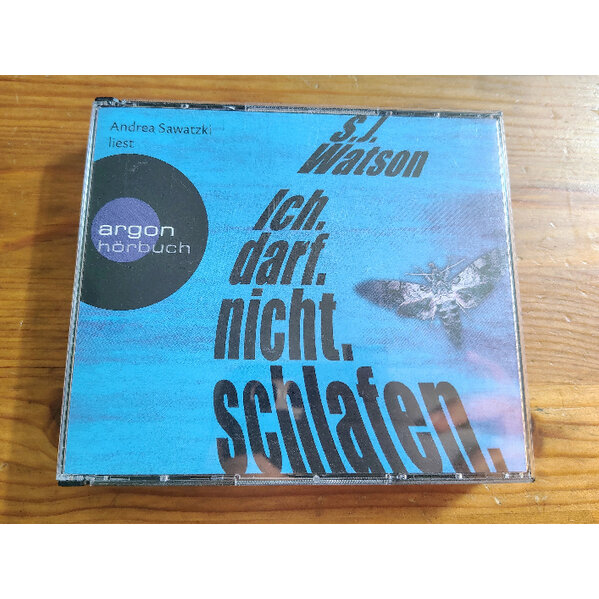 Andrea Sawatzki
liest
S.J.
Watson
argon
hörbuch
Ich.
darf.
nicht.
schlafen.